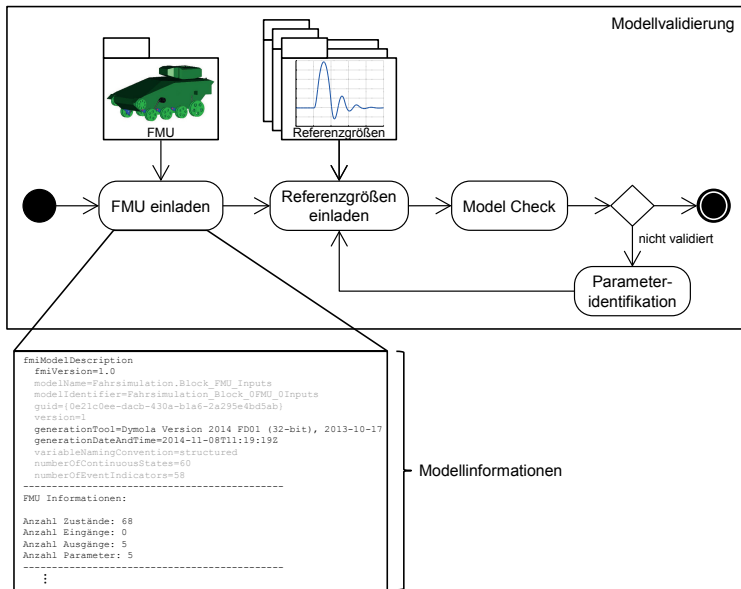 Modellvalidierung
FMU
Referenzgrößen
FMU einladen
Referenzgrößen
einladen
Model Check
nicht validiert
Parameter-
identifikation
fmiModelDescription
fmiVersion=1.0
modelName=Fahrsimulation.Block_FMU_Inputs
modelIdentifier=Fahrsimulation_Block_0FMU_0Inputs
guid={0e21c0ee-dacb-430a-b1a6-2a295e4bd5ab}
version=1
generationTool=Dymola Version 2014 FD01 (32-bit), 2013-10-17
generationDateAndTime=2014-11-08T11:19:19Z
variableNamingConvention=structured
numberOfContinuousStates=60
numberOfEventIndicators=58
--------------------------------------------
FMU Informationen:
Anzahl Zustände: 68
Anzahl Eingänge: 0
Anzahl Ausgänge: 5
Anzahl Parameter: 5
--------------------------------------------
⋮
Modellinformationen